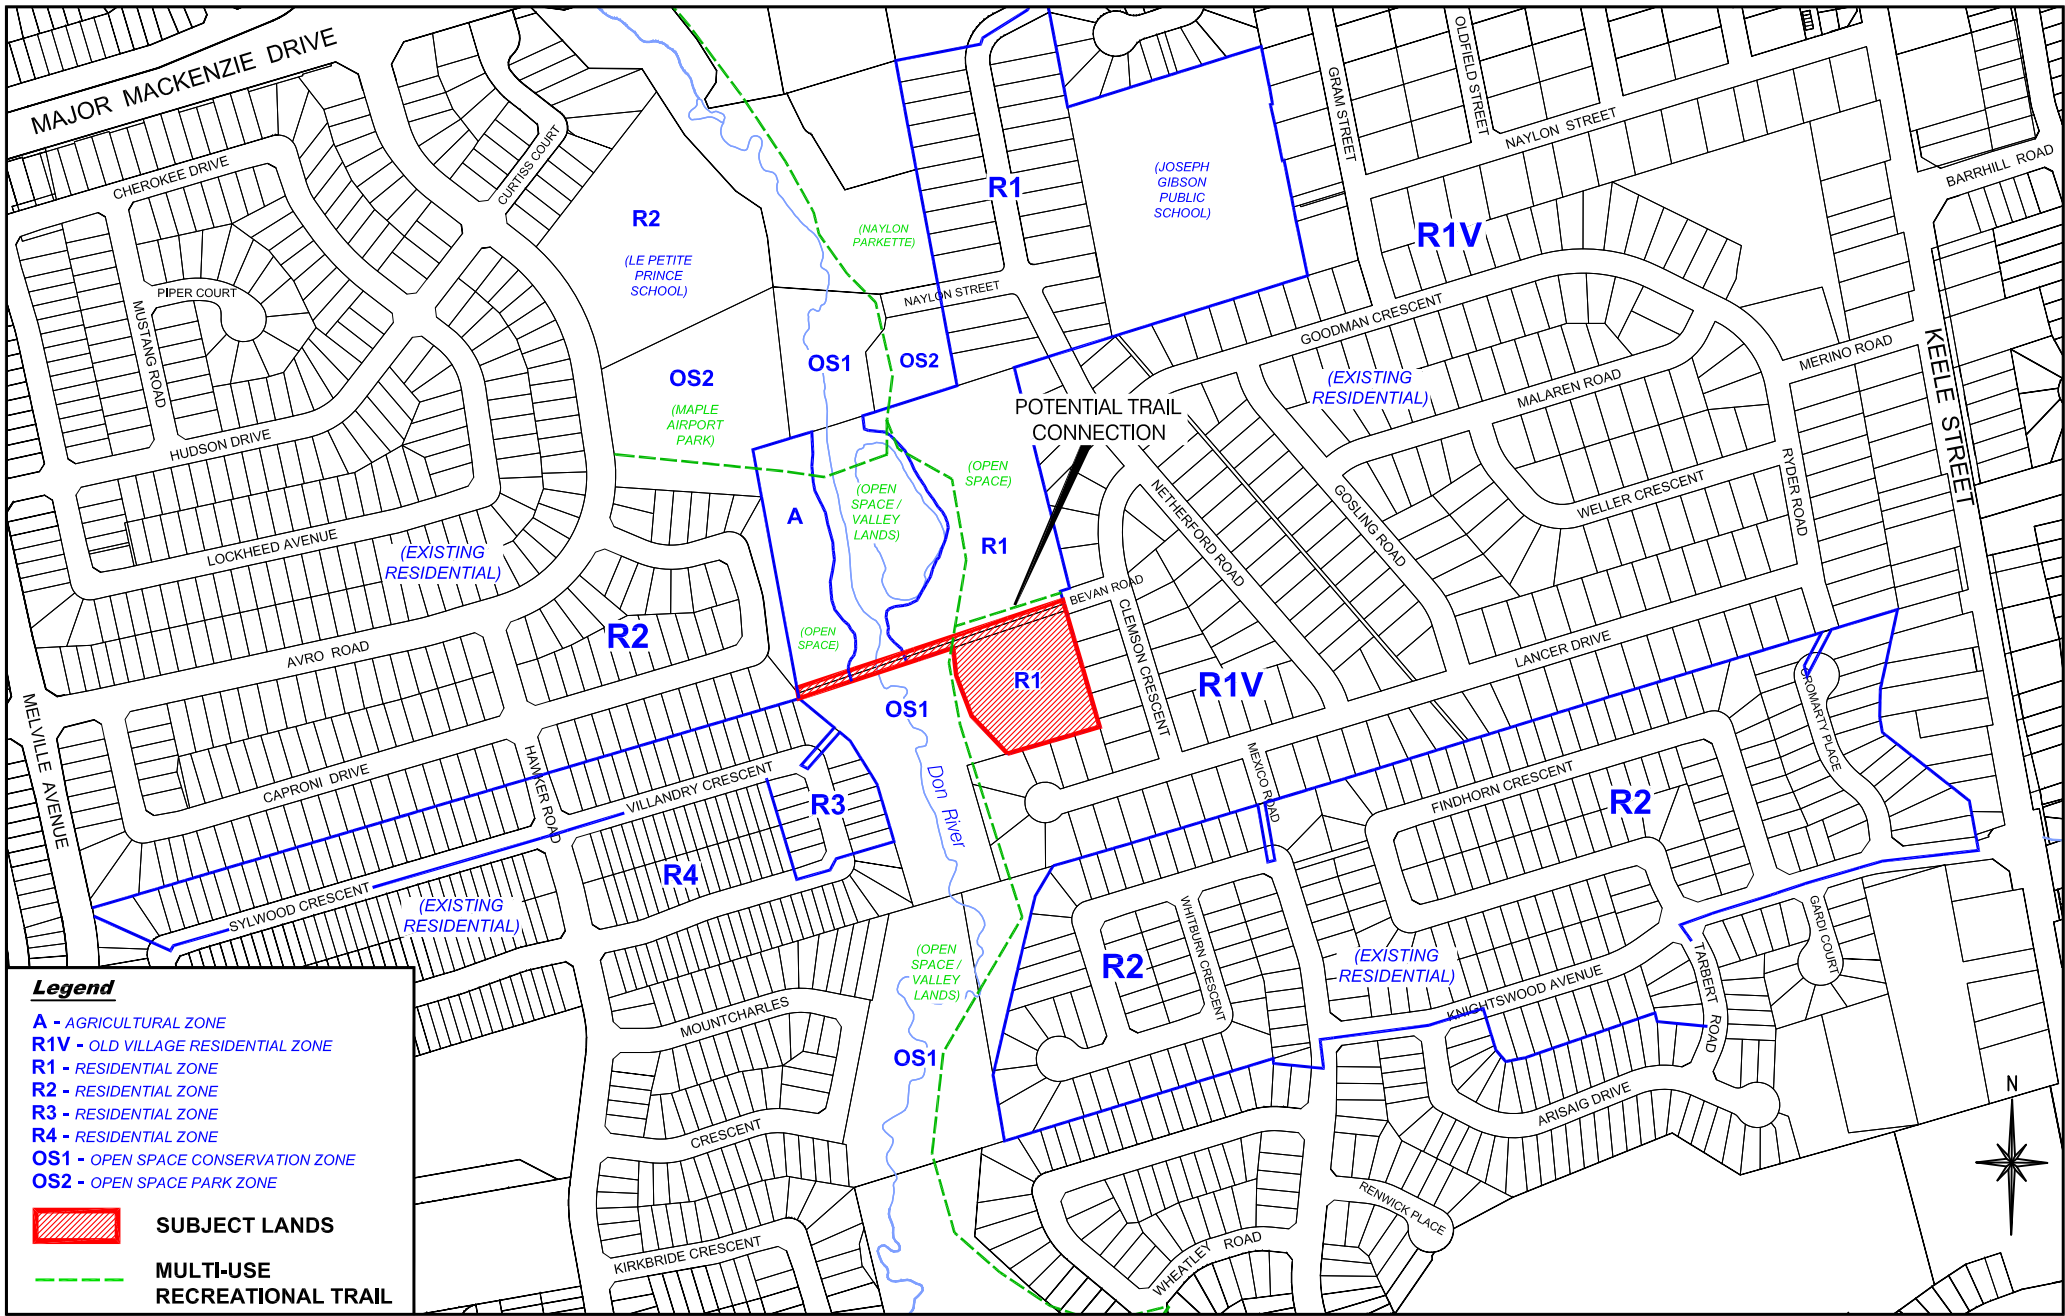 MAJOR MACKENZIE DRIVE
CHEROKEE DRIVE
CURTISS COURT
PIPER COURT
MUSTANG ROAD
HUDSON DRIVE
LOCKHEED AVENUE
AVRO ROAD
CAPRONI DRIVE
HAWKER ROAD
MELVILLE AVENUE
SYLWOOD CRESCENT
VILLANDRY CRESCENT
(EXISTING
RESIDENTIAL)
R2
(EXISTING
RESIDENTIAL)
R4
R3
R2
(LE PETITE
PRINCE
SCHOOL)
OS2
(MAPLE
AIRPORT
PARK)
OS1
OS2
(NAYLON
PARKETTE)
NAYLON STREET
R1
(JOSEPH
GIBSON
PUBLIC
SCHOOL)
GRAM STREET
OLDFIELD STREET
NAYLON STREET
BARRHILL ROAD
R1V
KEELE STREET
GOODMAN CRESCENT
MERINO ROAD
(EXISTING
RESIDENTIAL)
MALAREN ROAD
WELLER CRESCENT
RYDER ROAD
GOSLING ROAD
NETHERFORD ROAD
POTENTIAL TRAIL
CONNECTION
(OPEN
SPACE)
R1
A
(OPEN
SPACE /
VALLEY
LANDS)
(OPEN
SPACE)
BEVAN ROAD
CLEMSON CRESCENT
R1
R1V
LANCER DRIVE
CROMARTY PLACE
MEXICO ROAD
OS1
Don River
FINDHORN CRESCENT
R2
WHITBURN CRESCENT
R2
(EXISTING
RESIDENTIAL)
KNIGHTSWOOD AVENUE
TARBERT ROAD
GARDI COURT
ARISAIG DRIVE
RENWICK PLACE
WHEATLEY ROAD
(OPEN
SPACE /
VALLEY
LANDS)
OS1
MOUNTCHARLES
CRESCENT
KIRKBRIDE CRESCENT
N
Legend
A - AGRICULTURAL ZONE
R1V - OLD VILLAGE RESIDENTIAL ZONE
R1 - RESIDENTIAL ZONE
R2 - RESIDENTIAL ZONE
R3 - RESIDENTIAL ZONE
R4 - RESIDENTIAL ZONE
OS1 - OPEN SPACE CONSERVATION ZONE
OS2 - OPEN SPACE PARK ZONE
SUBJECT LANDS
MULTI-USE
RECREATIONAL TRAIL